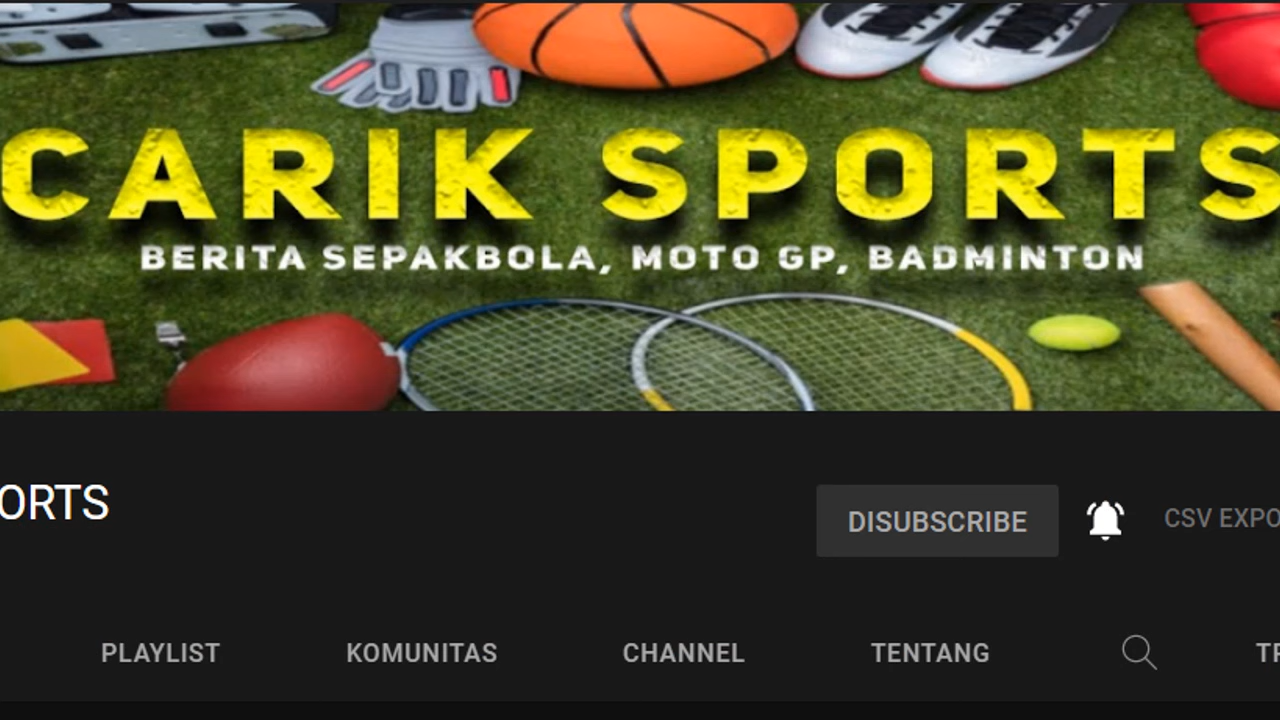 CARIK SPORTS
BERITA SEPAKBOLA, MOTO GP, BADMINTON
ORTS
DISUBSCRIBE
CSV EXPO
PLAYLIST KOMUNITAS CHANNEL TENTANG